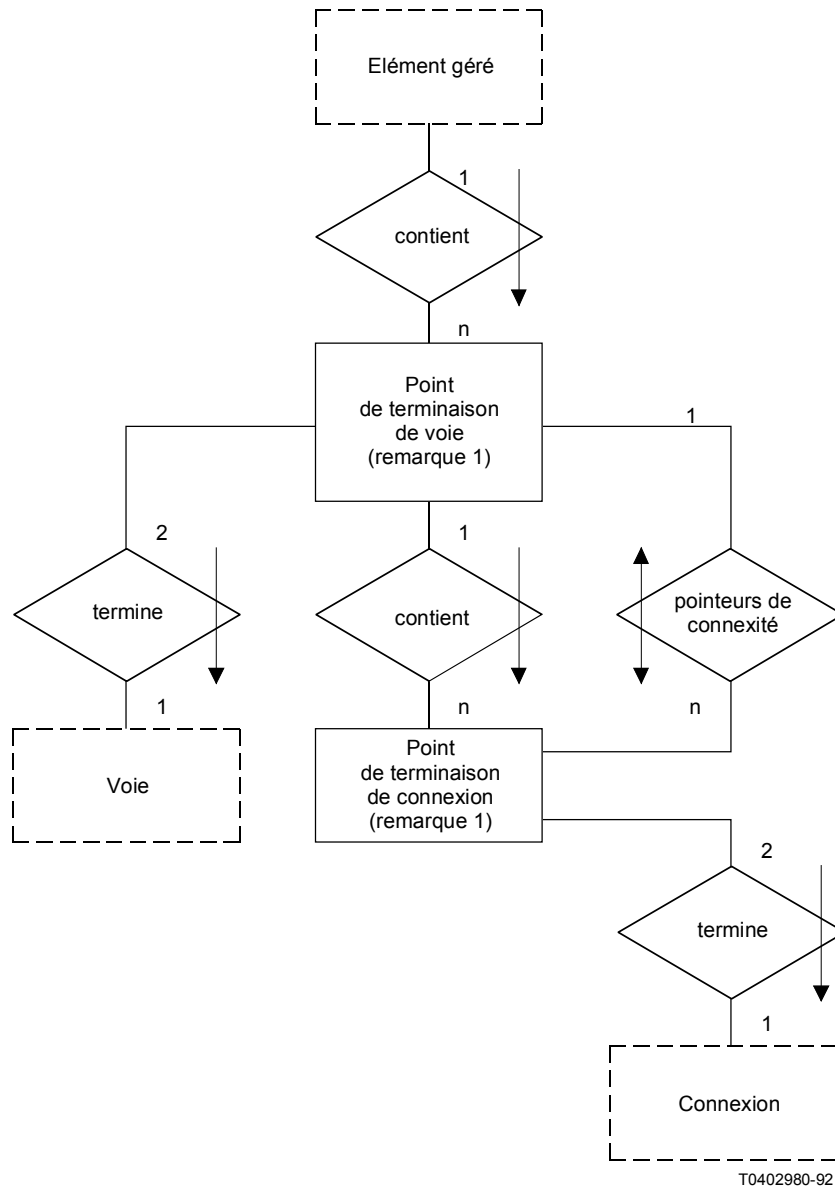 Elément géré
1
contient
n
Point
de terminaison
de voie
(remarque 1)
1
2
1
termine
contient
pointeurs de
connexité
1
n
n
Voie
Point
de terminaison
de connexion
(remarque 1)
2
termine
1
Connexion
T0402980-92